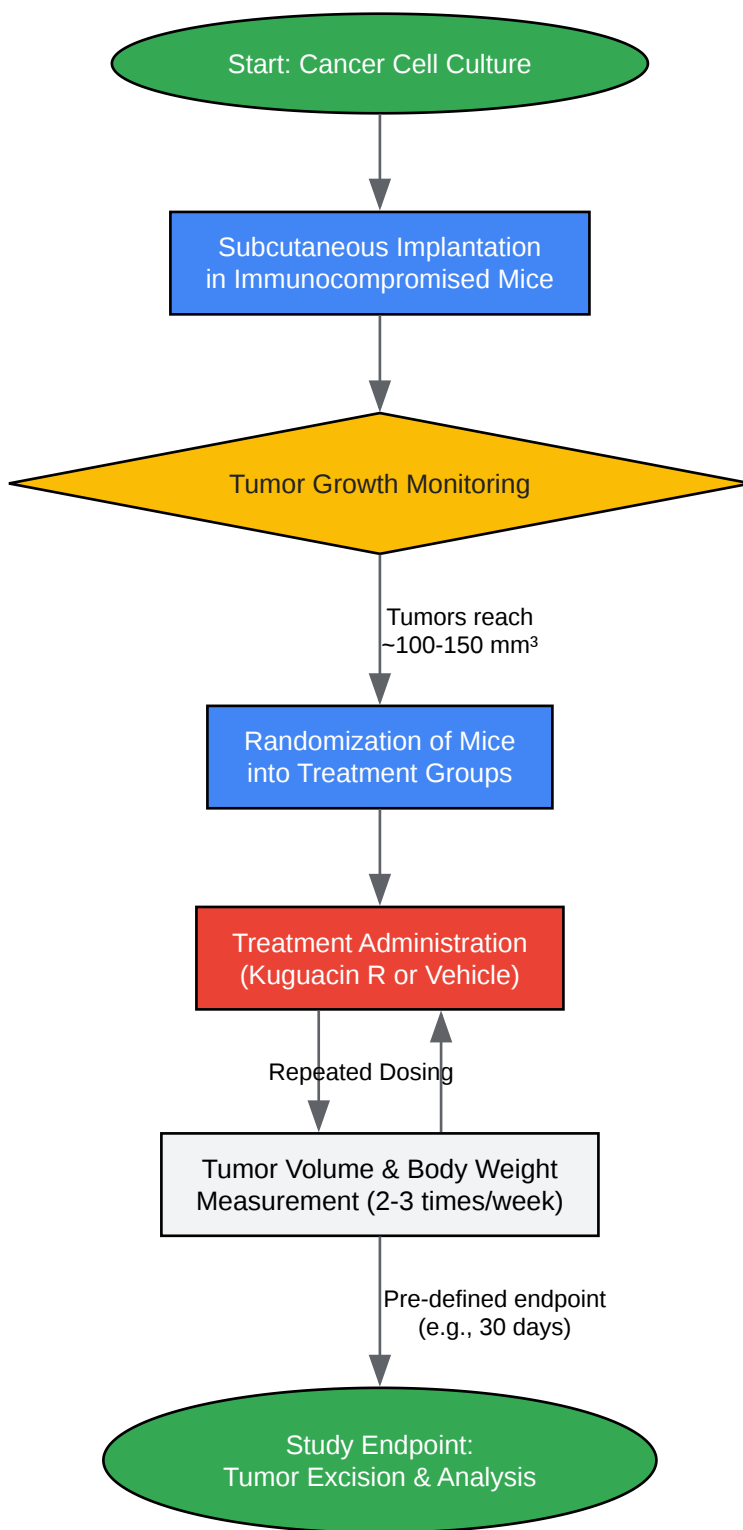 Start: Cancer Cell Culture
Subcutaneous Implantation
in Immunocompromised Mice
Tumor Growth Monitoring
Tumors reach
~100-150 mm³
Randomization of Mice
into Treatment Groups
Treatment Administration
(Kuguacin R or Vehicle)
Repeated Dosing
Tumor Volume & Body Weight
Measurement (2-3 times/week)
Pre-defined endpoint
(e.g., 30 days)
Study Endpoint:
Tumor Excision & Analysis